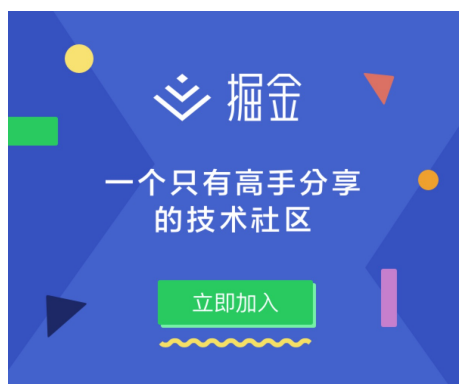 掘金
一个只有高手分享
的技术社区
立即加入